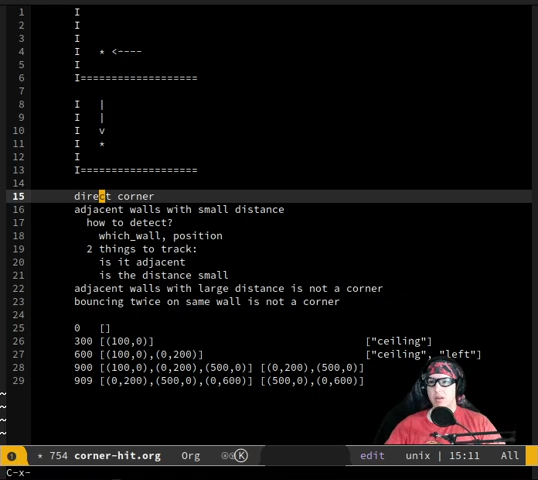 1 I
2 I
3 I
4 I * <----
5 I
6 I===================
7
8 I |
9 I |
10 I v
11 I *
12 I
13 I===================
14
15 direct corner
16 adjacent walls with small distance
17 how to detect?
18 which_wall, position
19 2 things to track:
20 is it adjacent
21 is the distance small
22 adjacent walls with large distance is not a corner
23 bouncing twice on same wall is not a corner
24
25 0 []
26 300 [(100,0)] ["ceiling"]
27 600 [(100,0),(0,200)] ["ceiling", "left"]
28 900 [(100,0),(0,200),(500,0)] [(0,200),(500,0)]
29 909 [(0,200),(500,0),(0,600)] [(500,0),(0,600)]
~
~
~
~
* 754 corner-hit.org Org K edit unix | 15:11 All
C-x-